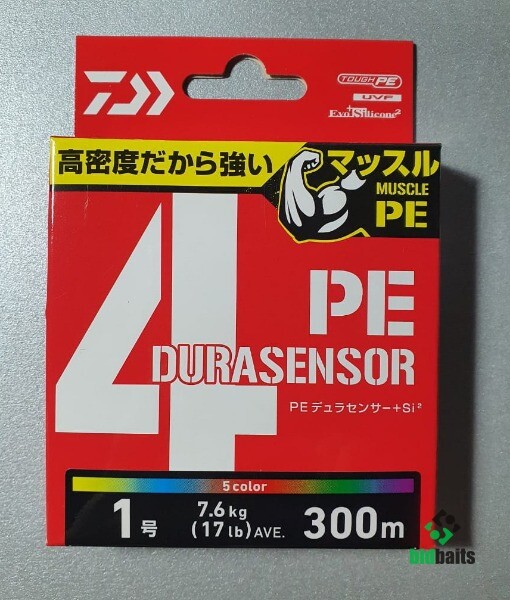 TOUGH PE
UVF
Evo+Silicone²
高密度だから強い
マッスル
MUSCLE
PE
4
PE
DURASENSOR
PEデュラセンサー+Si²
5 color
1号
7.6kg
(17lb)AVE.
300m
bidbaits